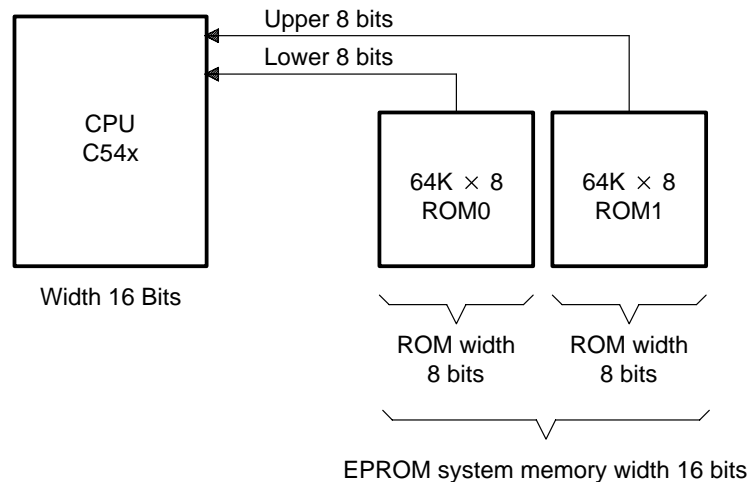 Upper 8 bits
Lower 8 bits
CPU
C54x
64K × 8
ROM0
64K × 8
ROM1
Width 16 Bits
ROM width
8 bits
ROM width
8 bits
EPROM system memory width 16 bits